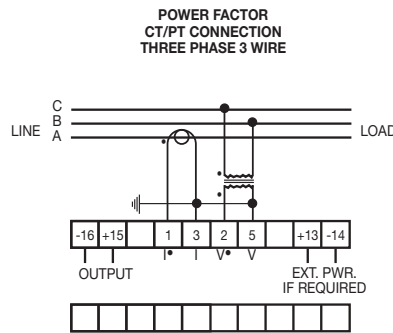 POWER FACTOR
CT/PT CONNECTION
THREE PHASE 3 WIRE
C
B
LINE A LOAD
-16 +15 1 3 2 5 +13 -14
I• I V• V
OUTPUT EXT. PWR.
IF REQUIRED